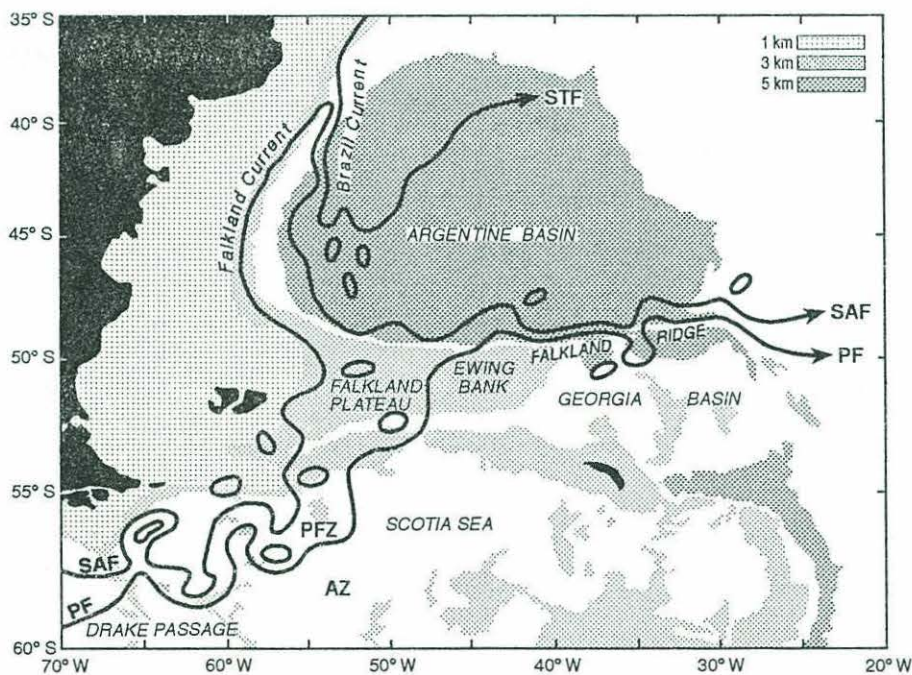 35° S
40° S
45° S
50° S
55° S
60° S
70° W
60° W
50° W
40° W
30° W
20° W
1 km
3 km
5 km
STF
Falkland Current
Brazil Current
ARGENTINE BASIN
SAF
PF
FALKLAND RIDGE
EWING
BANK
FALKLAND
PLATEAU
GEORGIA BASIN
SCOTIA SEA
PFZ
AZ
SAF
PF
DRAKE PASSAGE